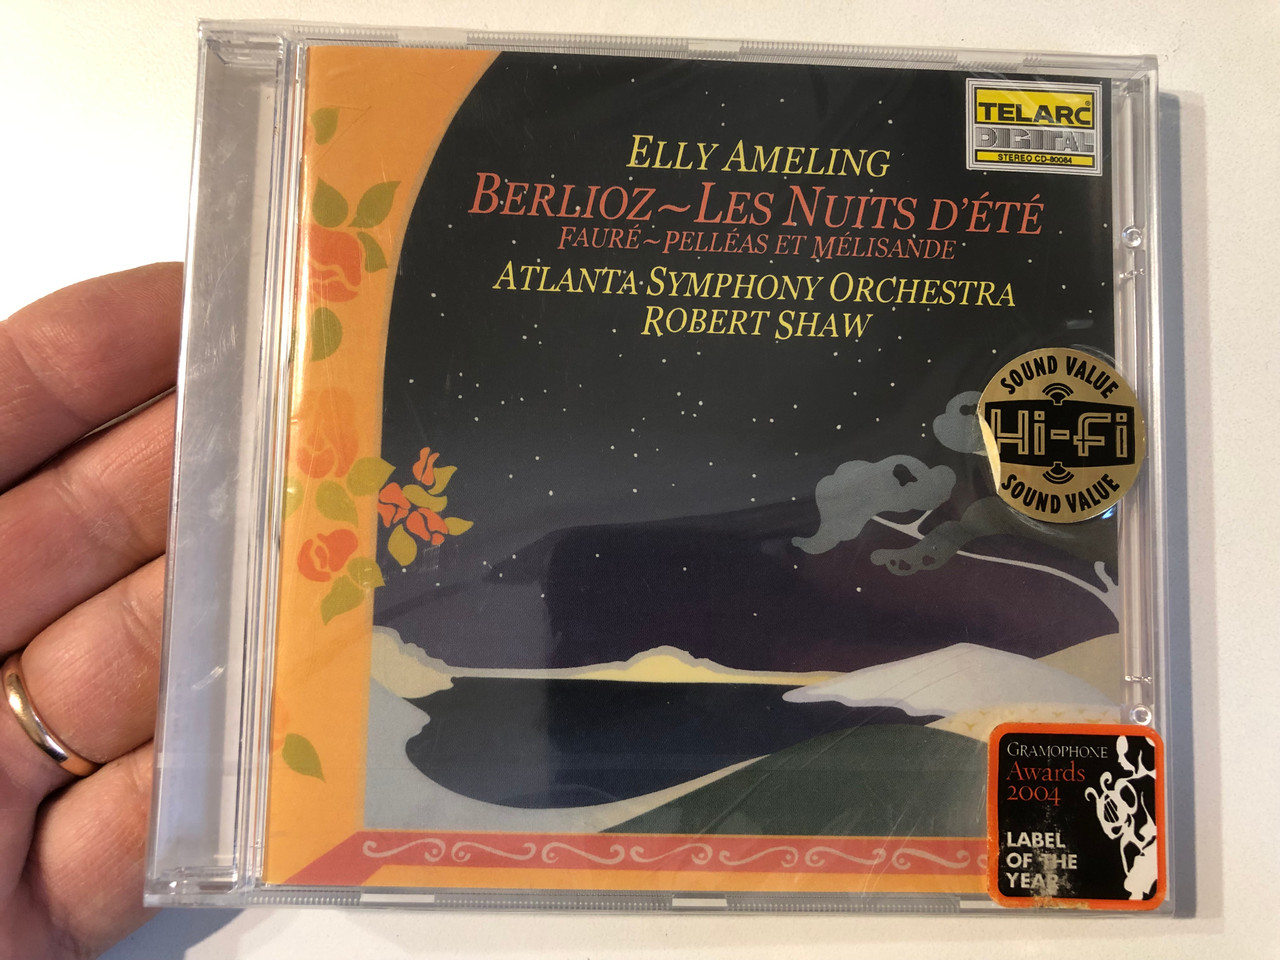 TELARC
DIGITAL
STEREO CD-80084
ELLY AMELING
BERLIOZ~LES NUITS D'ÉTÉ
FAURÉ~PELLÉAS ET MÉLISANDE
ATLANTA SYMPHONY ORCHESTRA
ROBERT SHAW
SOUND VALUE
Hi-Fi
SOUND VALUE
GRAMOPHONE
Awards
2004
LABEL
OF THE
YEAR